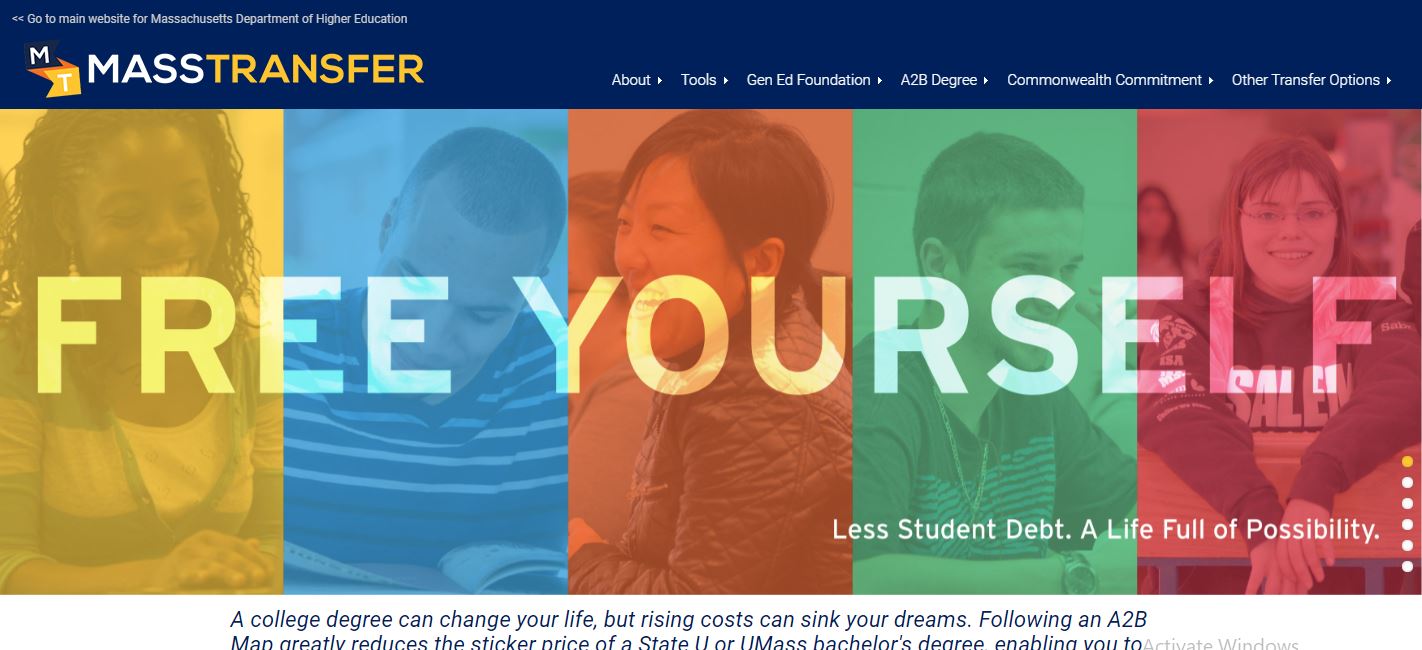 << Go to main website for Massachusetts Department of Higher Education
M
T
MASSTRANSFER
About Tools Gen Ed Foundation A2B Degree Commonwealth Commitment Other Transfer Options
FREE YOURSELF
SALEM
Less Student Debt. A Life Full of Possibility.
A college degree can change your life, but rising costs can sink your dreams. Following an A2B
Map greatly reduces the sticker price of a State U or UMass bachelor's degree, enabling you to
Activate Windows